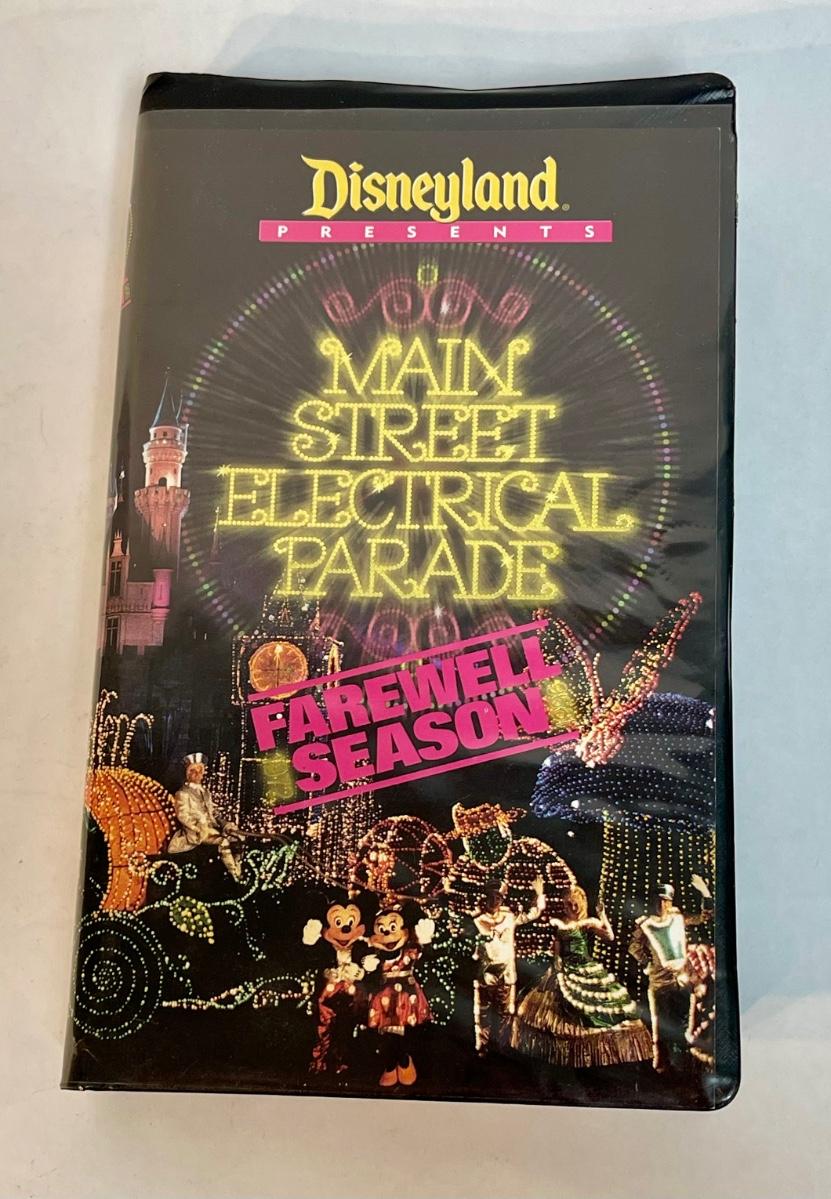 Disneyland®
PRESENTS
MAIN
STREET
ELECTRICAL
PARADE
FAREWELL
SEASON